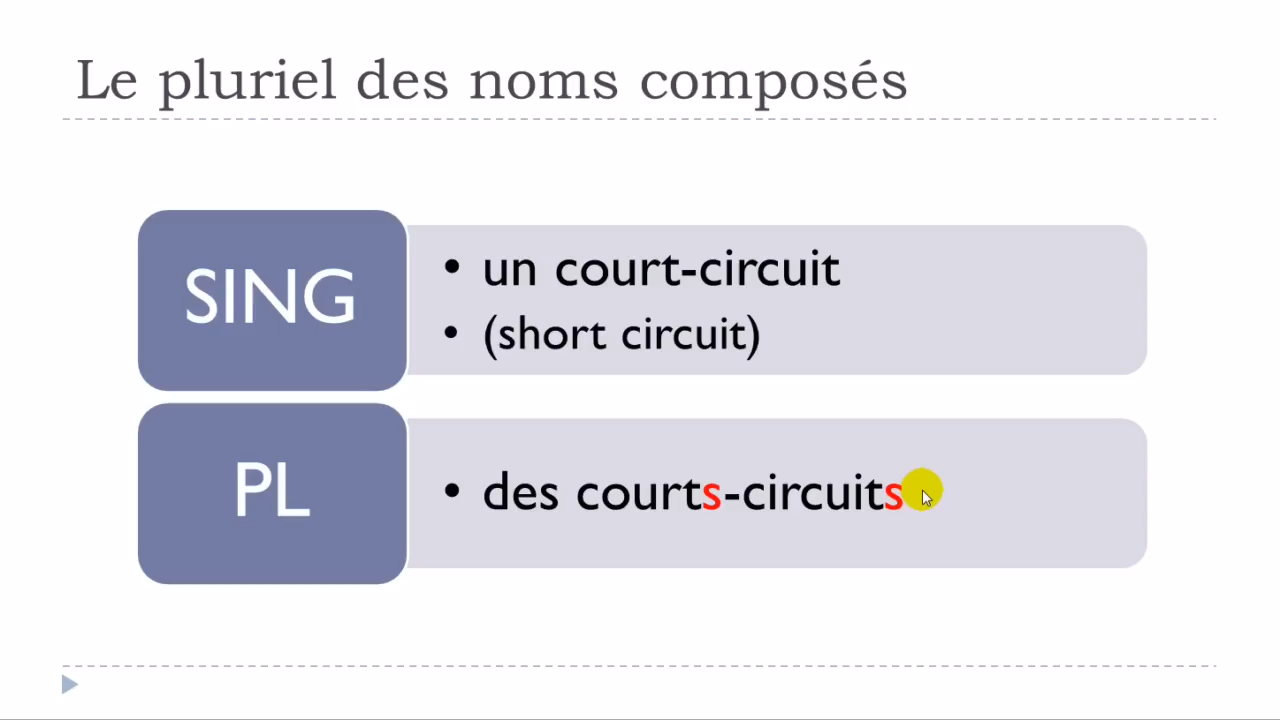 Le pluriel des noms composés
SING
• un court-circuit
• (short circuit)
PL
• des courts-circuits